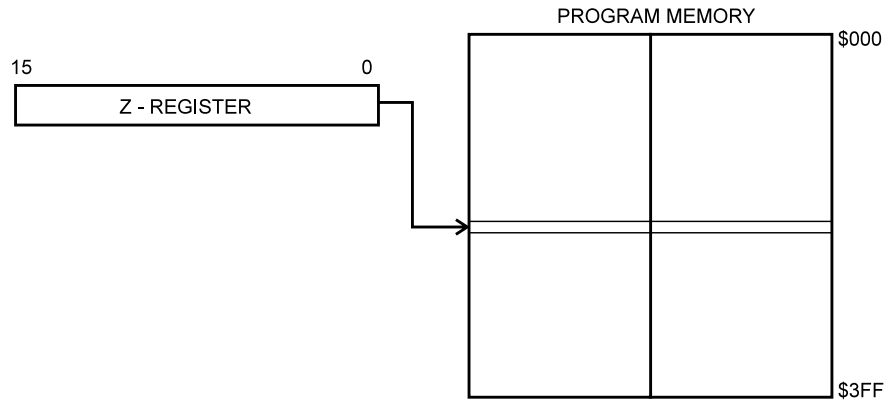 PROGRAM MEMORY
$000
15 0
Z - REGISTER
$3FF